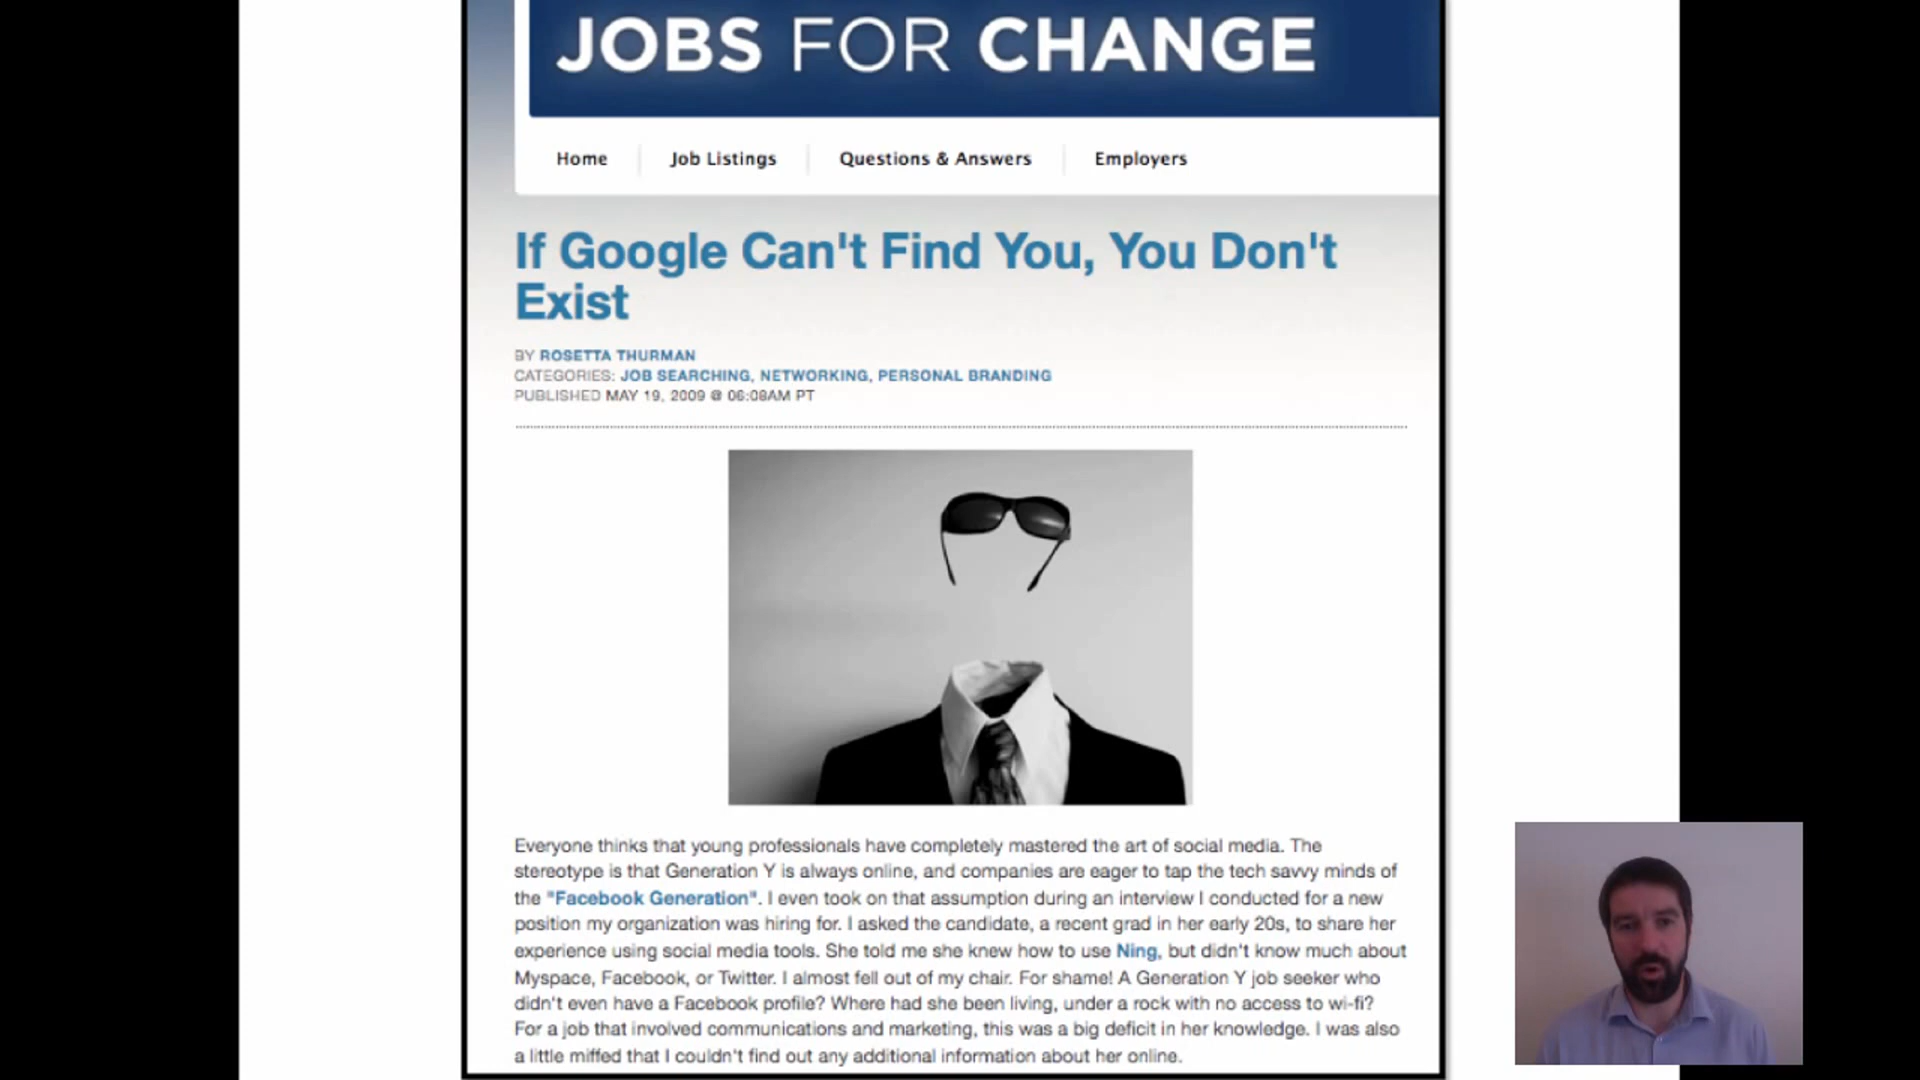 JOBS FOR CHANGE
Home
Job Listings
Questions & Answers
Employers
If Google Can't Find You, You Don't
Exist
BY ROSETTA THURMAN
CATEGORIES: JOB SEARCHING, NETWORKING, PERSONAL BRANDING
PUBLISHED MAY 19, 2009 @ 06:08AM PT
Everyone thinks that young professionals have completely mastered the art of social media. The
stereotype is that Generation Y is always online, and companies are eager to tap the tech savvy minds of
the "Facebook Generation". I even took on that assumption during an interview I conducted for a new
position my organization was hiring for. I asked the candidate, a recent grad in her early 20s, to share her
experience using social media tools. She told me she knew how to use Ning, but didn't know much about
Myspace, Facebook, or Twitter. I almost fell out of my chair. For shame! A Generation Y job seeker who
didn't even have a Facebook profile? Where had she been living, under a rock with no access to wi-fi?
For a job that involved communications and marketing, this was a big deficit in her knowledge. I was also
a little miffed that I couldn't find out any additional information about her online.